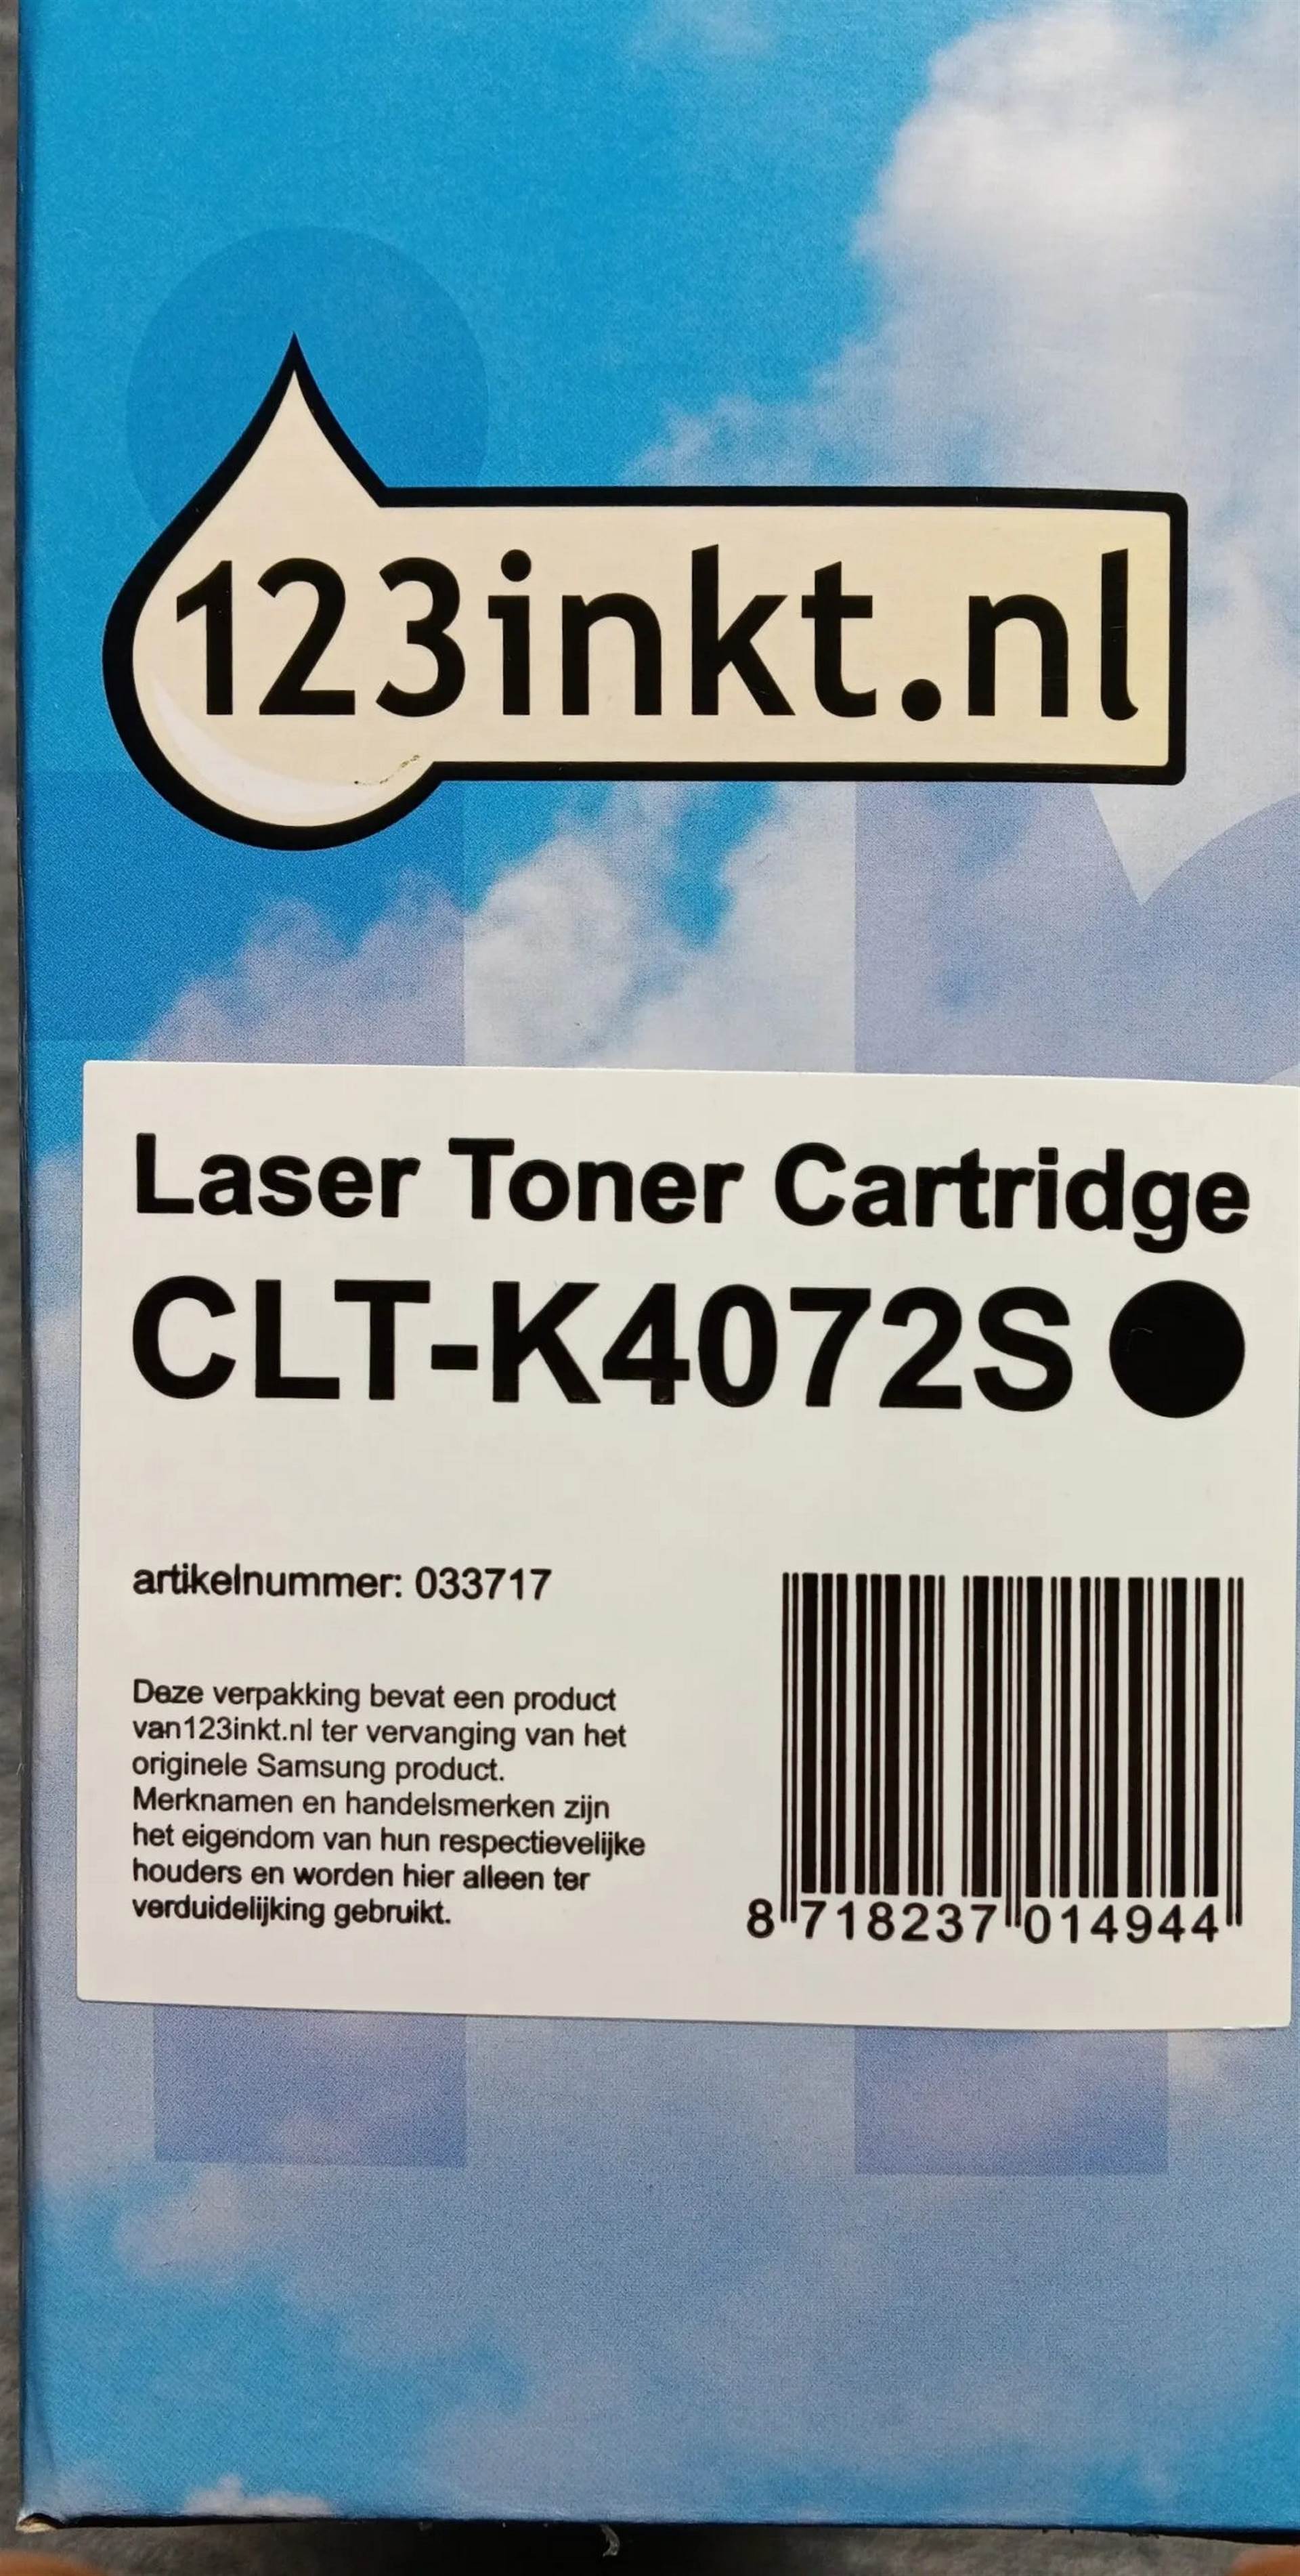 123inkt.nl
Laser Toner Cartridge
CLT-K4072S
artikelnummer: 033717
Deze verpakking bevat een product
van123inkt.nl ter vervanging van het
originele Samsung product.
Merknamen en handelsmerken zijn
het eigendom van hun respectievelijke
houders en worden hier alleen ter
verduidelijking gebruikt.
8 718237 014944